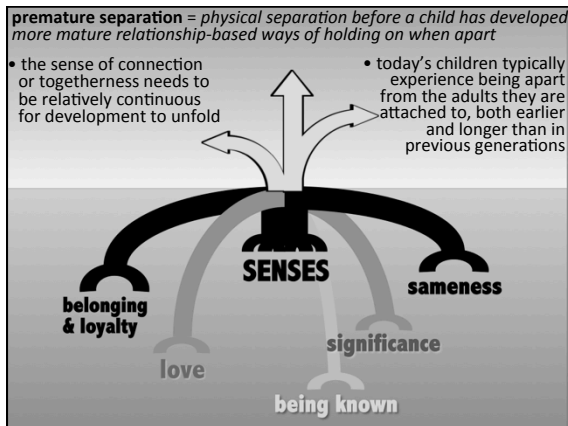 premature separation = physical separation before a child has developed
more mature relationship-based ways of holding on when apart
• the sense of connection
or togetherness needs to
be relatively continuous
for development to unfold
• today's children typically
experience being apart
from the adults they are
attached to, both earlier
and longer than in
previous generations
SENSES
belonging
& loyalty
sameness
significance
love
being known